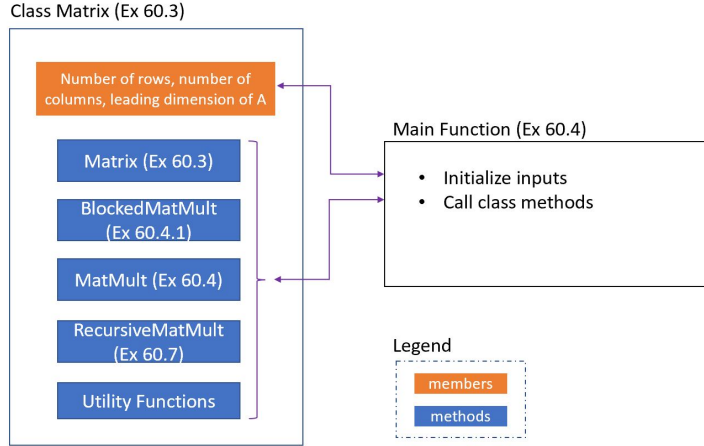 Class Matrix (Ex 60.3)
Number of rows, number of
columns, leading dimension of A
Matrix (Ex 60.3)
BlockedMatMult
(Ex 60.4.1)
MatMult (Ex 60.4)
RecursiveMatMult
(Ex 60.7)
Utility Functions
Main Function (Ex 60.4)
• Initialize inputs
• Call class methods
Legend
members
methods